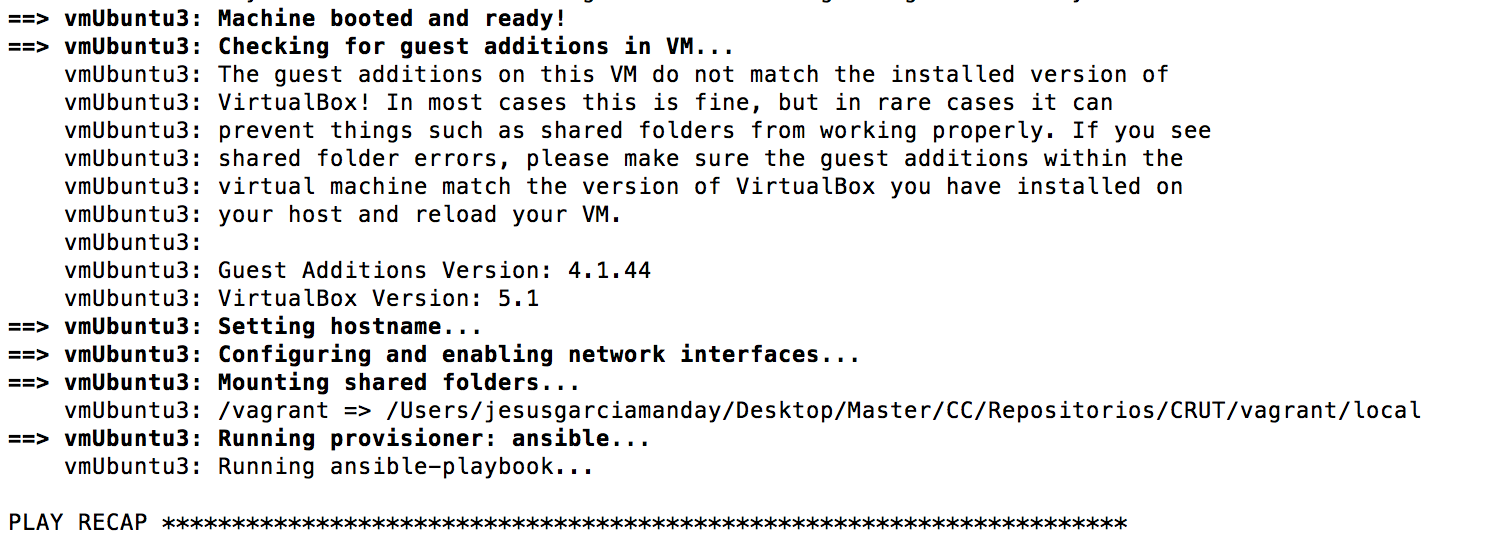 ==> vmUbuntu3: Machine booted and ready!
==> vmUbuntu3: Checking for guest additions in VM...
    vmUbuntu3: The guest additions on this VM do not match the installed version of
    vmUbuntu3: VirtualBox! In most cases this is fine, but in rare cases it can
    vmUbuntu3: prevent things such as shared folders from working properly. If you see
    vmUbuntu3: shared folder errors, please make sure the guest additions within the
    vmUbuntu3: virtual machine match the version of VirtualBox you have installed on
    vmUbuntu3: your host and reload your VM.
    vmUbuntu3:
    vmUbuntu3: Guest Additions Version: 4.1.44
    vmUbuntu3: VirtualBox Version: 5.1
==> vmUbuntu3: Setting hostname...
==> vmUbuntu3: Configuring and enabling network interfaces...
==> vmUbuntu3: Mounting shared folders...
    vmUbuntu3: /vagrant => /Users/jesusgarciamanday/Desktop/Master/CC/Repositorios/CRUT/vagrant/local
==> vmUbuntu3: Running provisioner: ansible...
    vmUbuntu3: Running ansible-playbook...
PLAY RECAP *********************************************************************